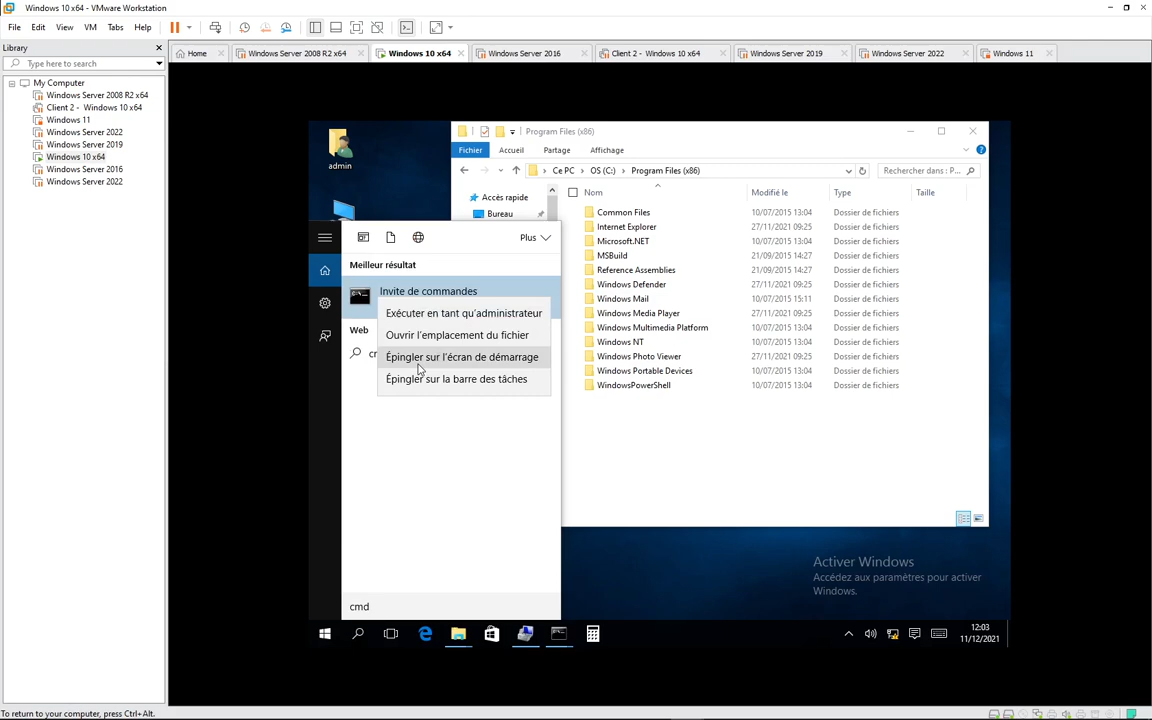 Windows 10 x64 - VMware Workstation
File Edit View VM Tabs Help
Library
Type here to search
Home
Windows Server 2008 R2 x64
Windows 10 x64
Windows Server 2016
Client 2 - Windows 10 x64
Windows Server 2019
Windows Server 2022
Windows 11
My Computer
Windows Server 2008 R2 x64
Client 2 - Windows 10 x64
Windows 11
Windows Server 2022
Windows Server 2019
Windows 10 x64
Windows Server 2016
Windows Server 2022
admin
Program Files (x86)
Fichier Accueil Partage Affichage
Ce PC OS (C:) Program Files (x86)
Rechercher dans : P...
Accès rapide
Bureau
Nom Modifié le Type Taille
Common Files 10/07/2015 13:04 Dossier de fichiers
Internet Explorer 27/11/2021 09:25 Dossier de fichiers
Microsoft.NET 10/07/2015 13:04 Dossier de fichiers
MSBuild 21/09/2015 14:27 Dossier de fichiers
Reference Assemblies 21/09/2015 14:27 Dossier de fichiers
Windows Defender 27/11/2021 09:25 Dossier de fichiers
Windows Mail 10/07/2015 15:11 Dossier de fichiers
Windows Media Player 27/11/2021 09:25 Dossier de fichiers
Windows Multimedia Platform 10/07/2015 13:04 Dossier de fichiers
Windows NT 10/07/2015 13:04 Dossier de fichiers
Windows Photo Viewer 27/11/2021 09:25 Dossier de fichiers
Windows Portable Devices 10/07/2015 13:04 Dossier de fichiers
WindowsPowerShell 10/07/2015 13:04 Dossier de fichiers
Plus
Meilleur résultat
Invite de commandes
Exécuter en tant qu'administrateur
Ouvrir l'emplacement du fichier
Épingler sur l'écran de démarrage
Épingler sur la barre des tâches
Web
cmd
Activer Windows
Accédez aux paramètres pour activer
Windows.
12:03
11/12/2021
To return to your computer, press Ctrl+Alt.